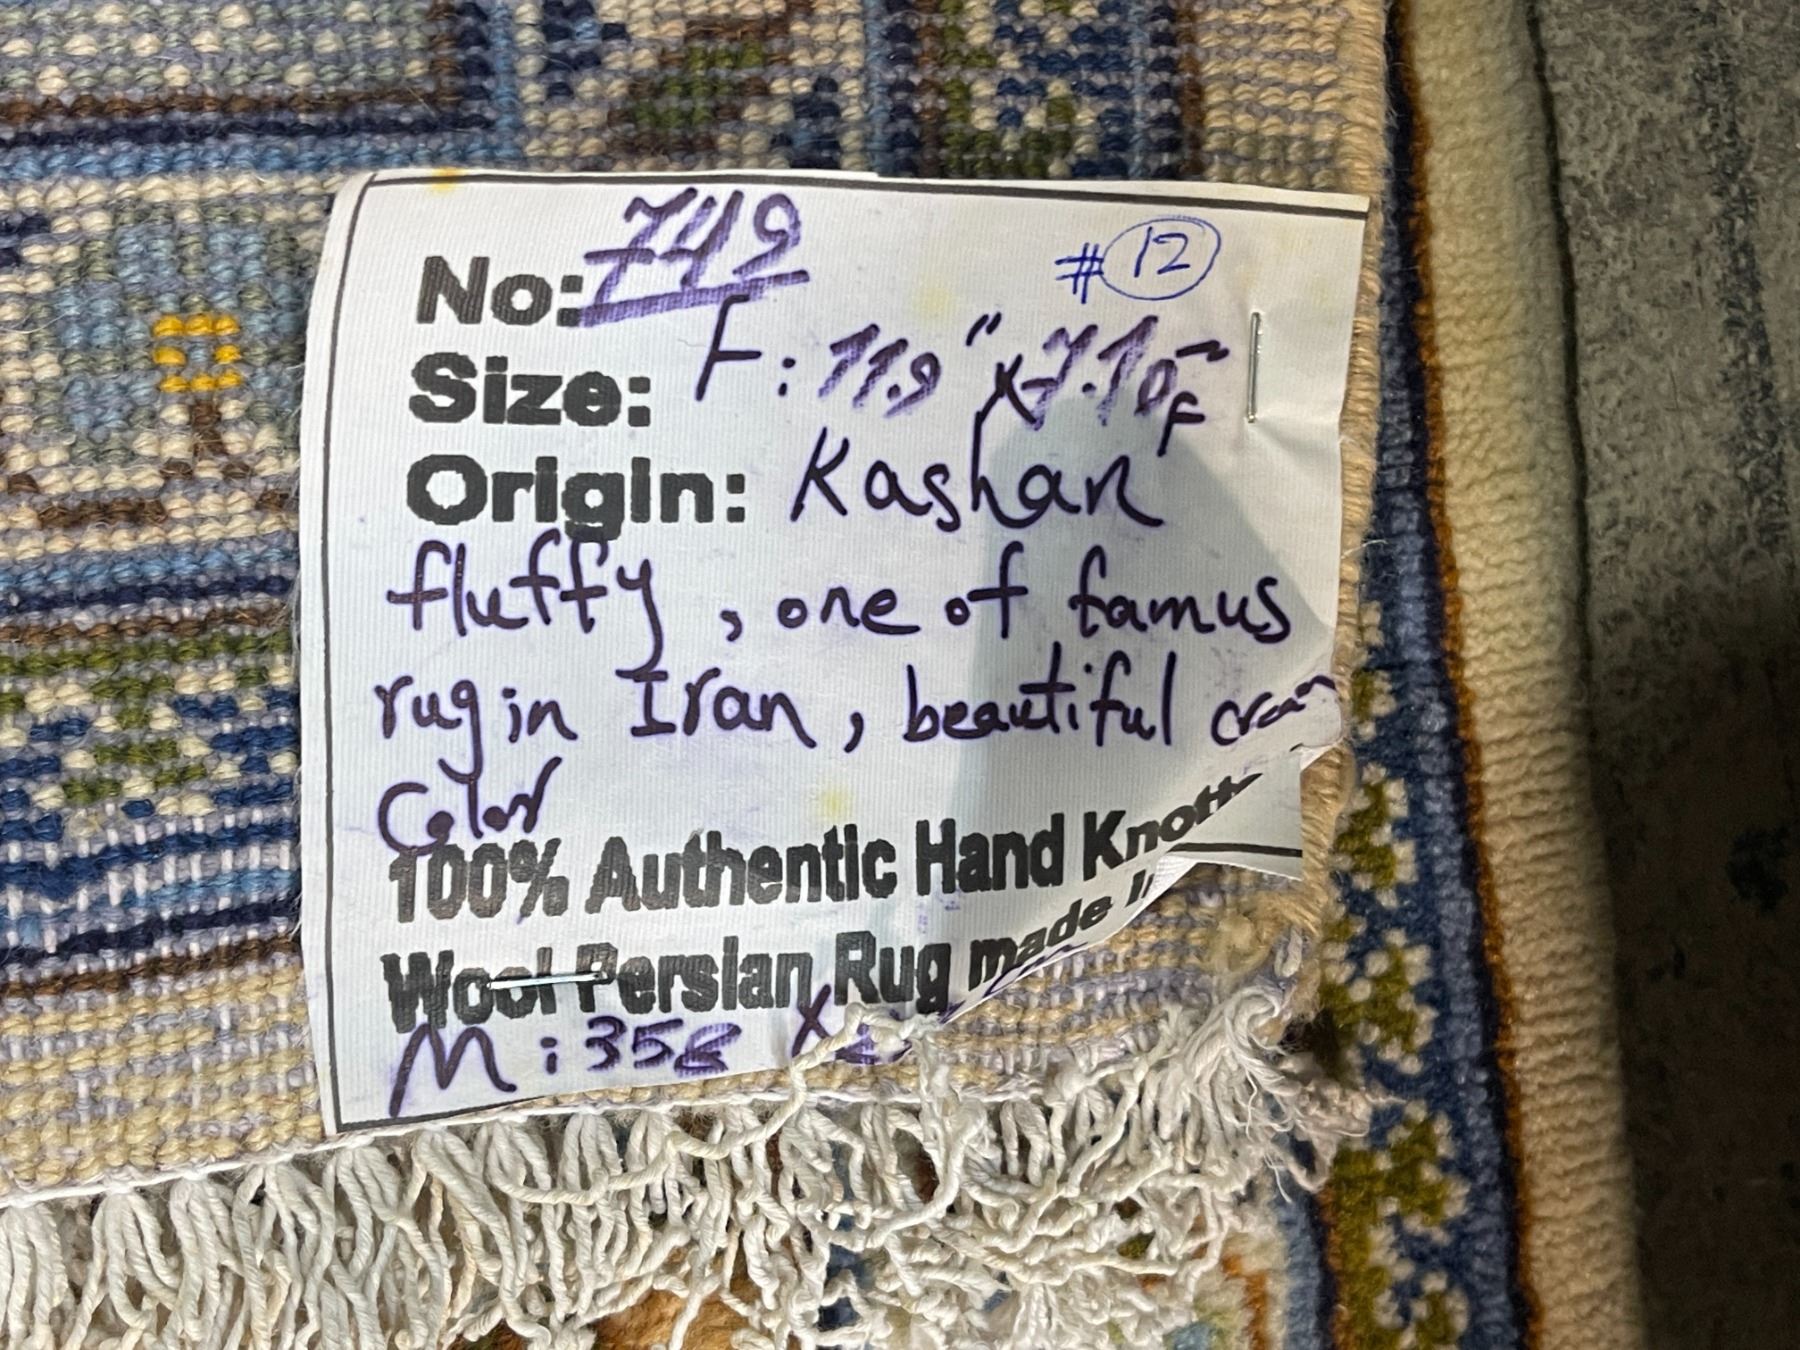 No: 749 #12
Size: F: 11.9" x 7.10"F
Origin: Kashan
fluffy, one of famus
rug in Iran, beautiful
Color
100% Authentic Hand
Wool Persian Rug made
M: 358 X